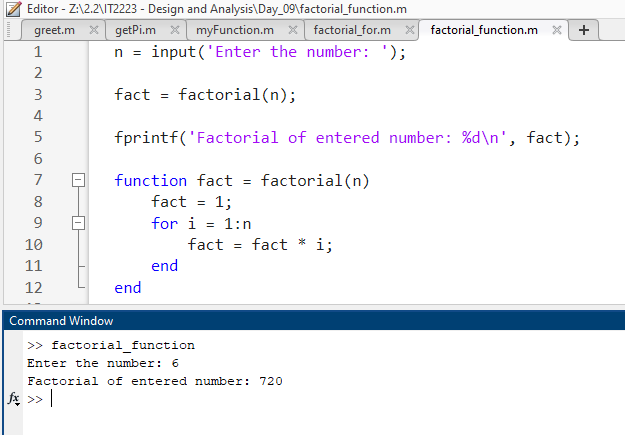 Editor - Z:\2.2\IT2223 - Design and Analysis\Day_09\factorial_function.m
greet.m × getPi.m × myFunction.m × factorial_for.m × factorial_function.m × +
1 n = input('Enter the number: ');
2
3 fact = factorial(n);
4
5 fprintf('Factorial of entered number: %d\n', fact);
6
7 function fact = factorial(n)
8 fact = 1;
9 for i = 1:n
10 fact = fact * i;
11 end
12 end
Command Window
>> factorial_function
Enter the number: 6
Factorial of entered number: 720
fx >>